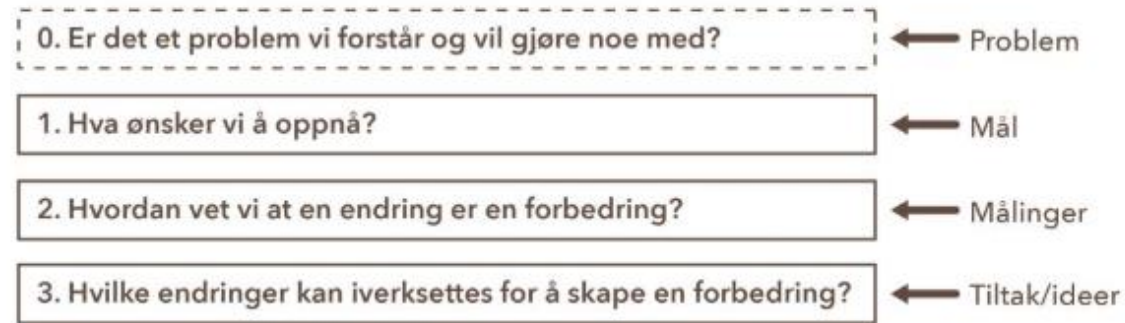 0. Er det et problem vi forstår og vil gjøre noe med? Problem
1. Hva ønsker vi å oppnå? Mål
2. Hvordan vet vi at en endring er en forbedring? Målinger
3. Hvilke endringer kan iverksettes for å skape en forbedring? Tiltak/ideer